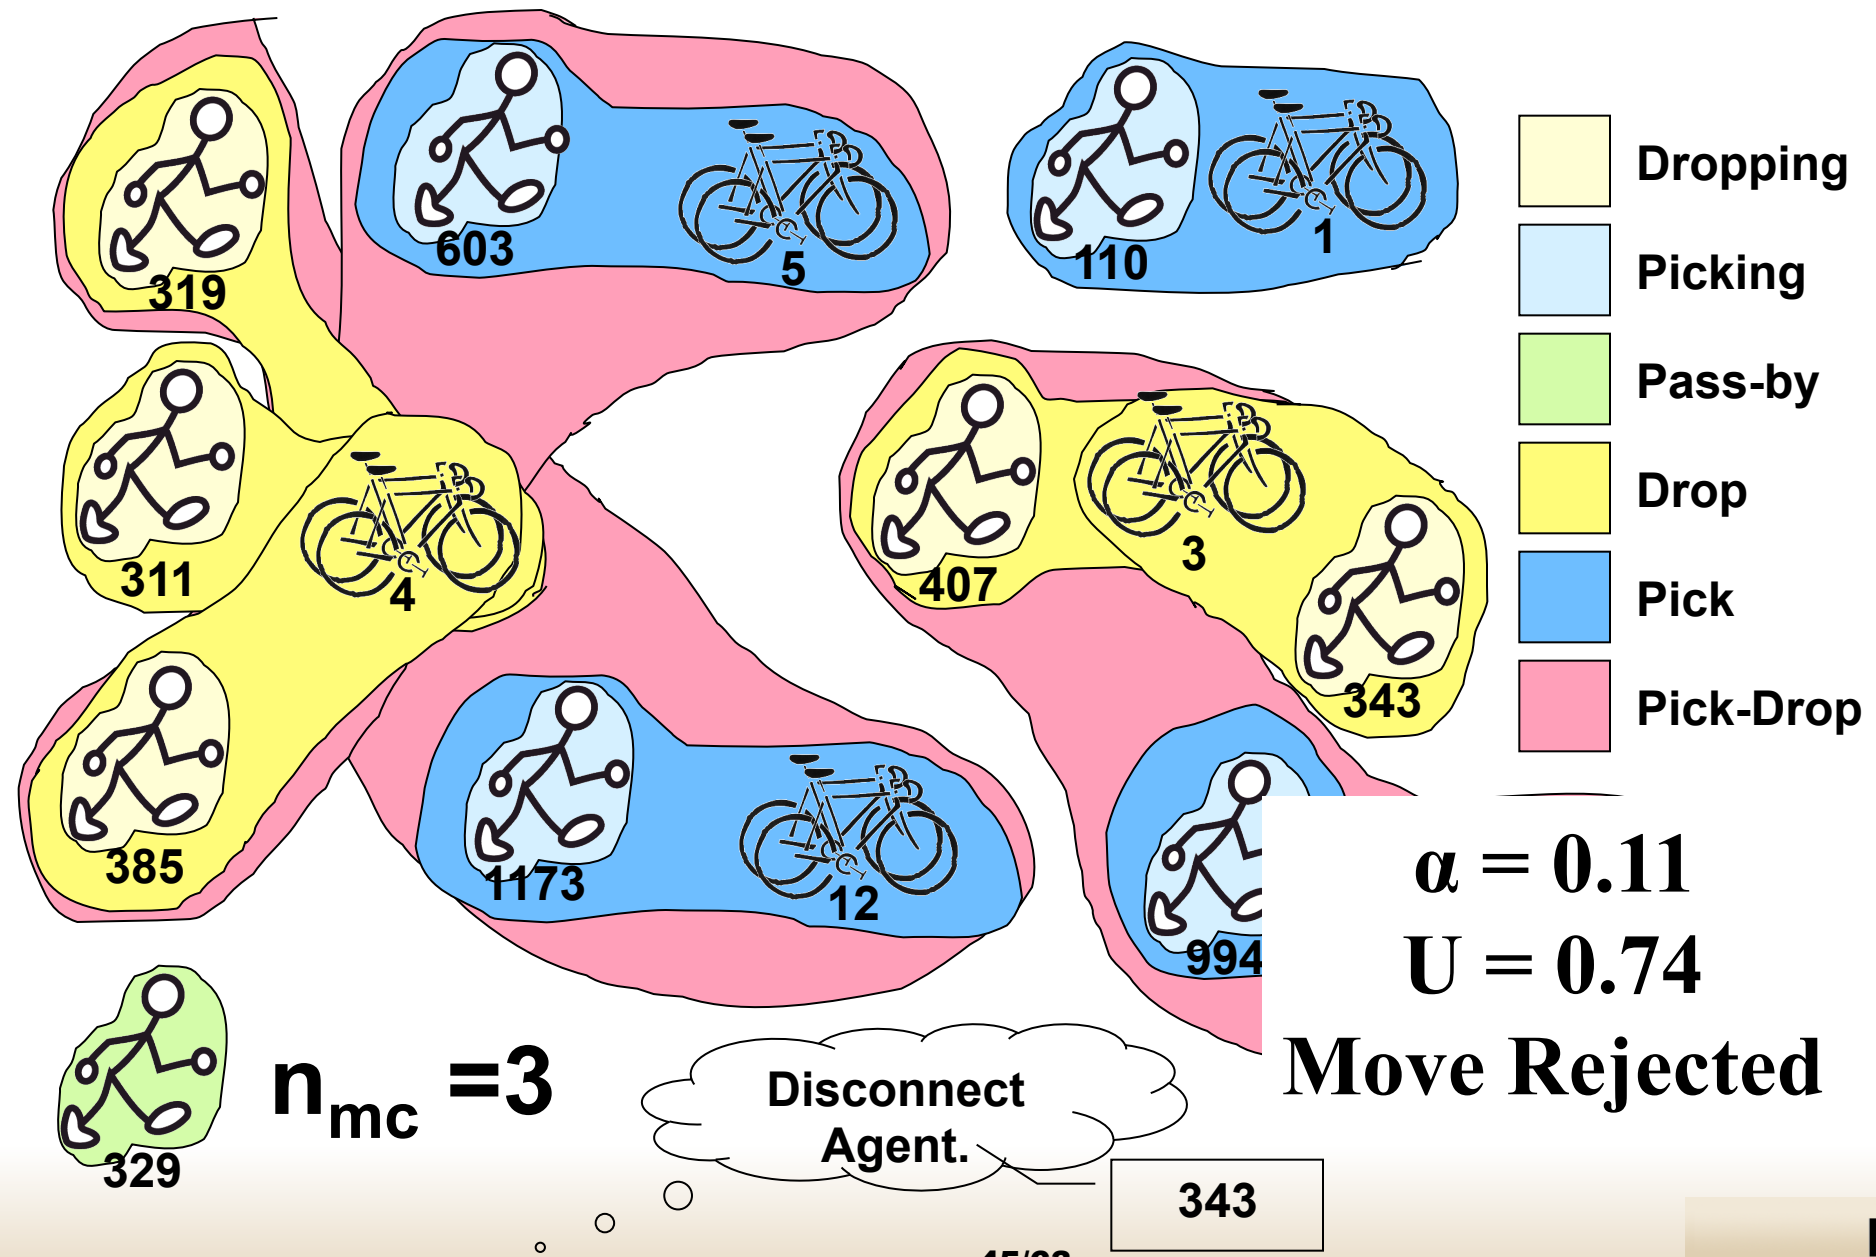 603
5
110
1
319
311
4
407
3
343
385
1173
12
994
329
Dropping
Picking
Pass-by
Drop
Pick
Pick-Drop
α = 0.11
U = 0.74
Move Rejected
nmc =3
Disconnect
Agent.
343